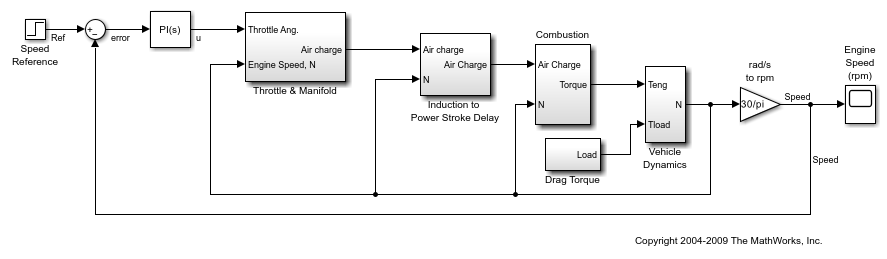 Speed
Reference
Ref
+
_
error
PI(s)
u
Throttle Ang.
Air charge
Engine Speed, N
Throttle & Manifold
Air charge
Air Charge
N
Induction to
Power Stroke Delay
Combustion
Air Charge
Torque
N
Load
Drag Torque
Teng
N
Tload
Vehicle
Dynamics
rad/s
to rpm
30/pi
Speed
Speed
Engine
Speed
(rpm)
Copyright 2004-2009 The MathWorks, Inc.